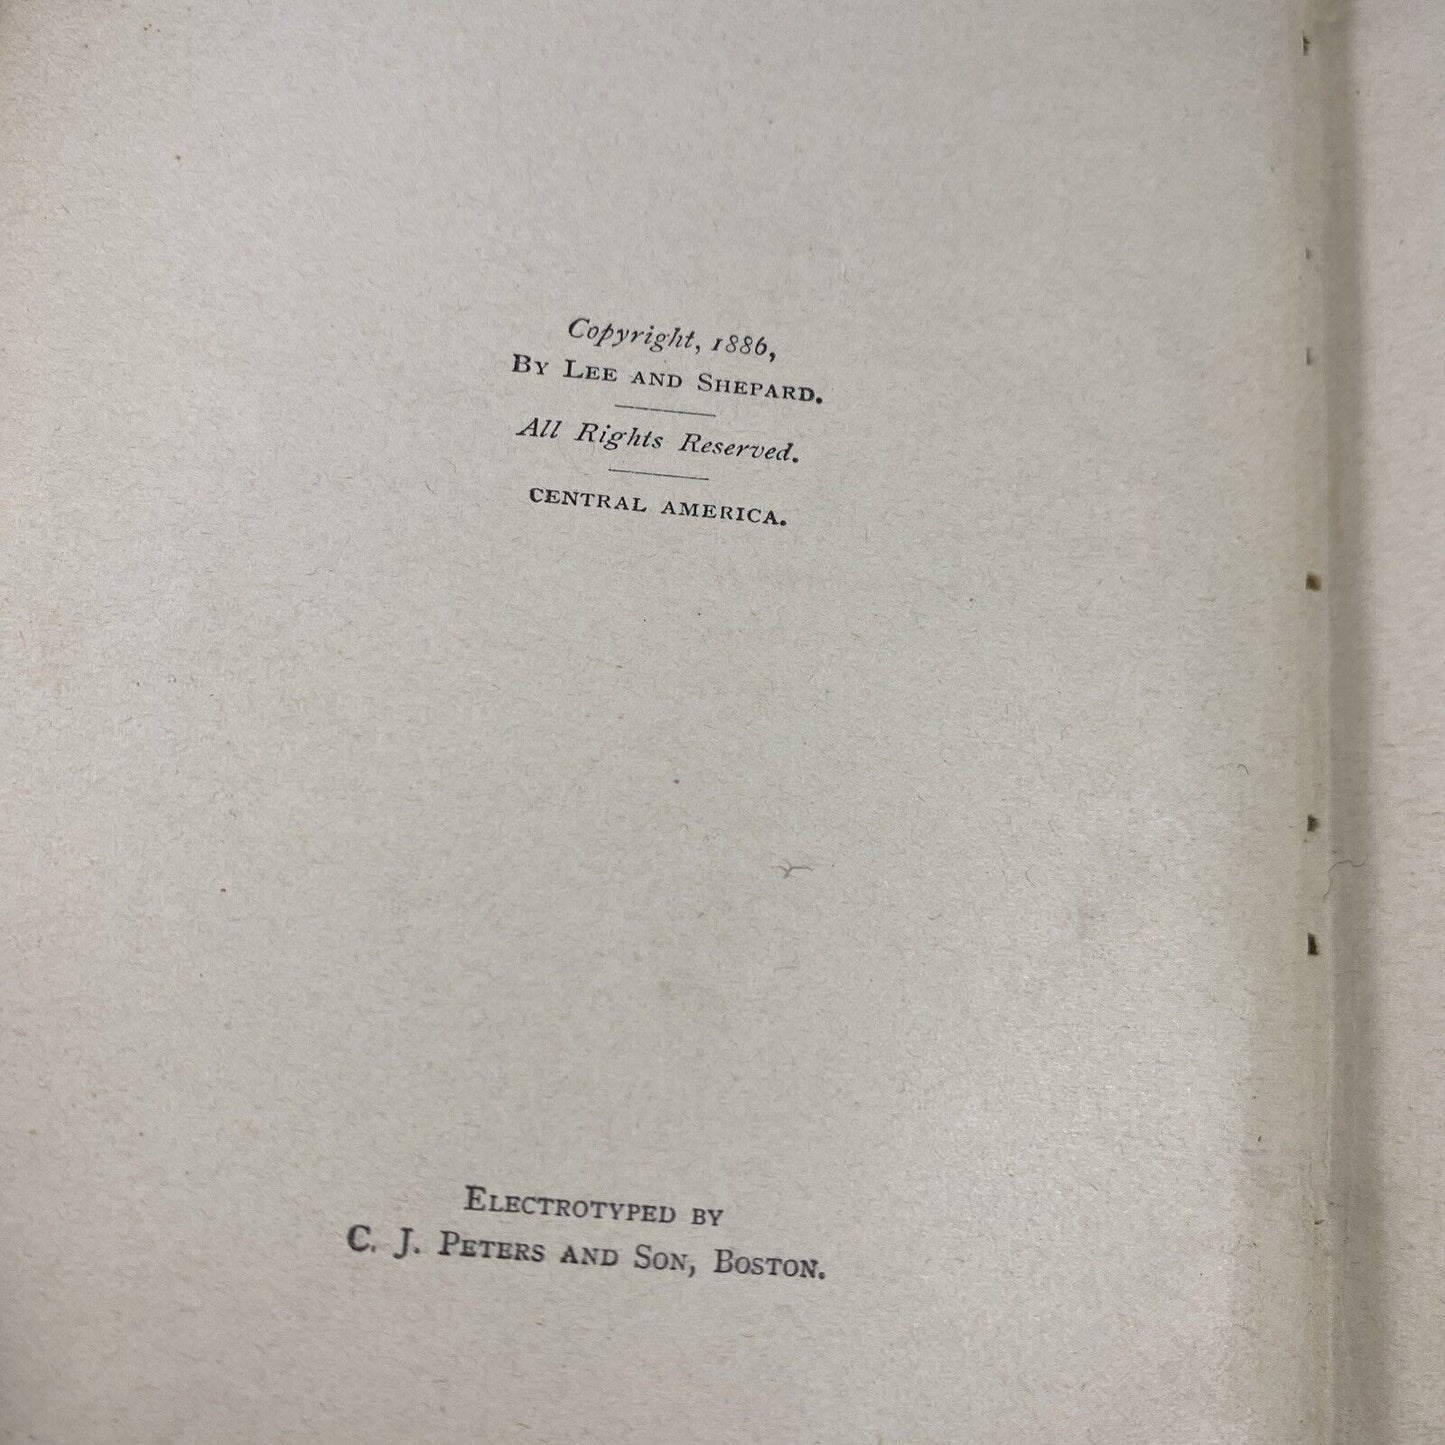 Copyright, 1886,
By Lee and Shepard.
All Rights Reserved.
CENTRAL AMERICA.
Electrotyped by
C. J. Peters and Son, Boston.